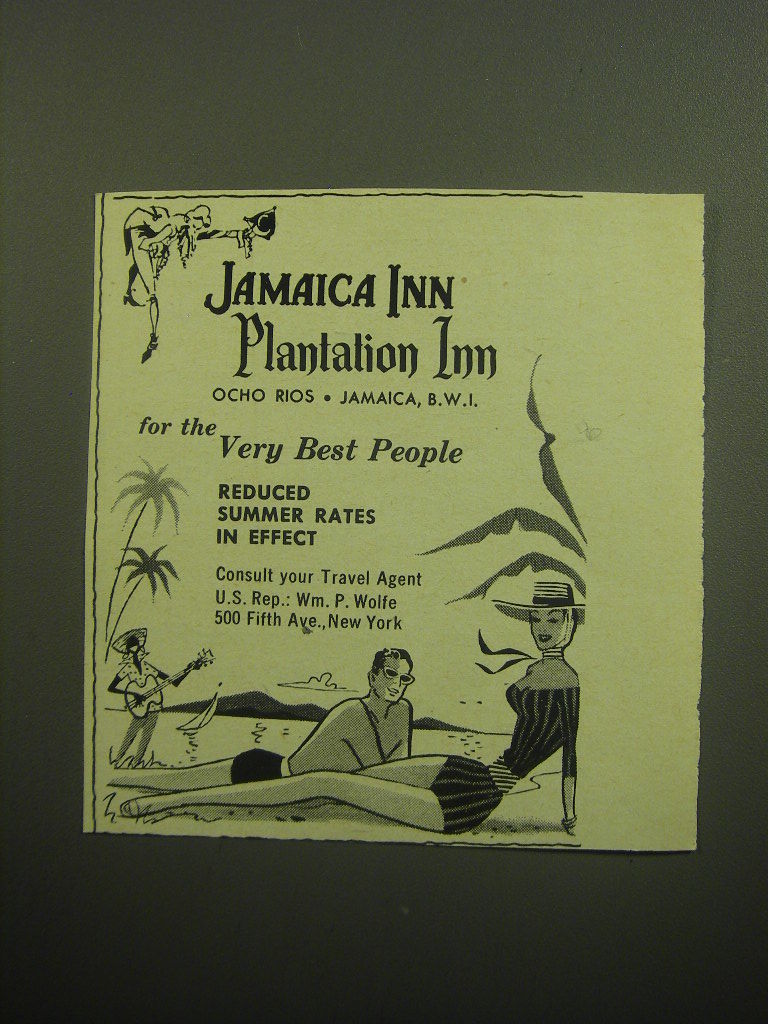 JAMAICA INN
Plantation Inn
OCHO RIOS • JAMAICA, B.W.I.
for the
Very Best People
REDUCED
SUMMER RATES
IN EFFECT
Consult your Travel Agent
U.S. Rep.: Wm. P. Wolfe
500 Fifth Ave., New York